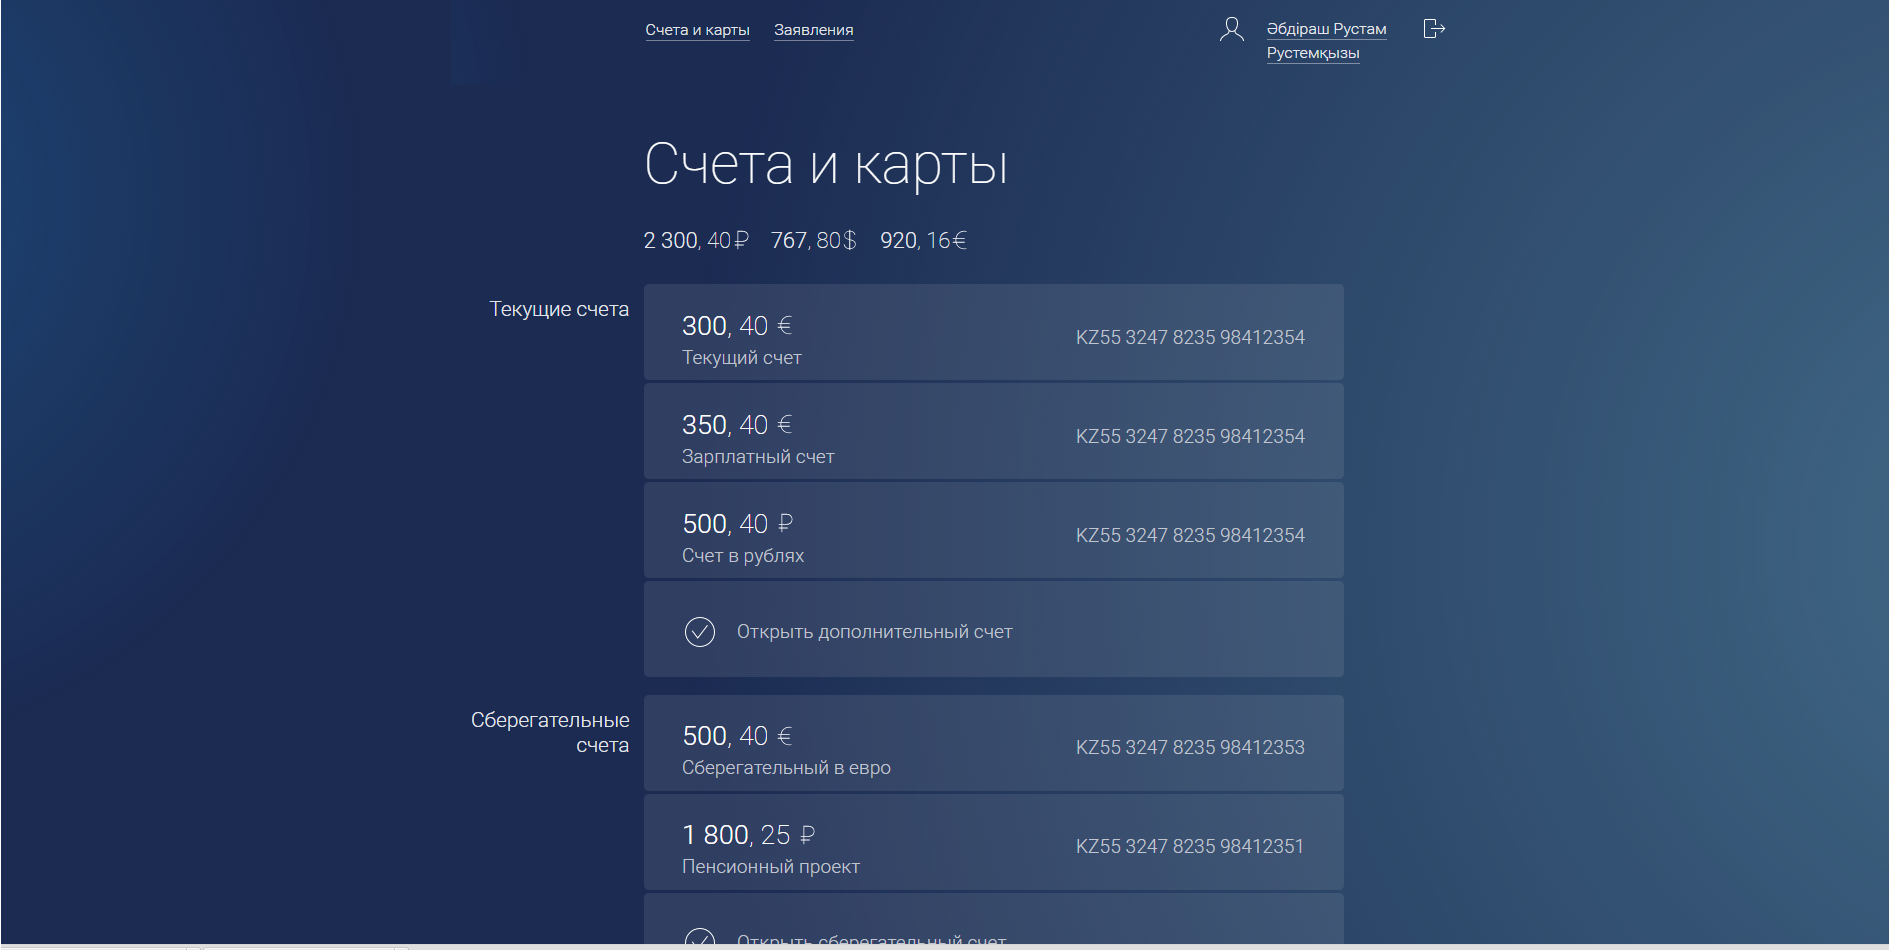 Счета и карты
Заявления
Әбдіраш Рустам
Рустемқызы
Счета и карты
2 300, 40 ₽ 767, 80 $ 920, 16 €
Текущие счета
300, 40 €
Текущий счет
KZ55 3247 8235 98412354
350, 40 €
Зарплатный счет
KZ55 3247 8235 98412354
500, 40 ₽
Счет в рублях
KZ55 3247 8235 98412354
Открыть дополнительный счет
Сберегательные
счета
500, 40 €
Сберегательный в евро
KZ55 3247 8235 98412353
1 800, 25 ₽
Пенсионный проект
KZ55 3247 8235 98412351
Открыть сберегательный счет